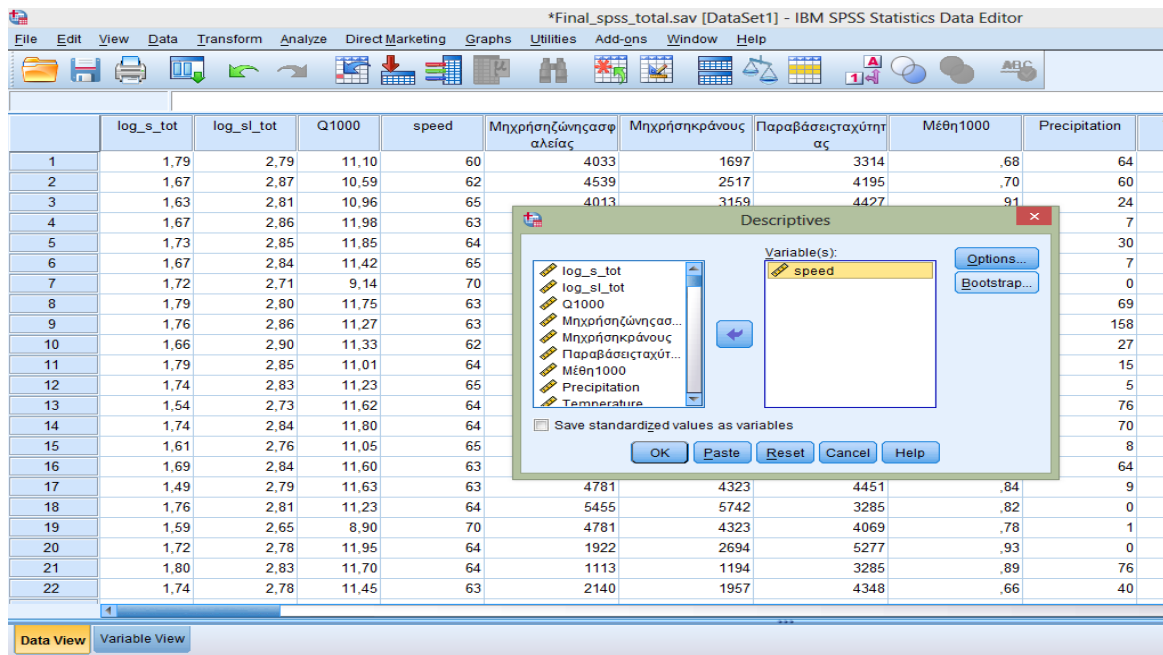 *Final_spss_total.sav [DataSet1] - IBM SPSS Statistics Data Editor
File Edit View Data Transform Analyze Direct Marketing Graphs Utilities Add-ons Window Help
log_s_tot log_sl_tot Q1000 speed Μηχρήσηζώνηςασφαλείας Μηχρήσηκράνους Παραβάσειςταχύτητας Μέθη1000 Precipitation
1 1,79 2,79 11,10 60 4033 1697 3314 ,68 64
2 1,67 2,87 10,59 62 4539 2517 4195 ,70 60
3 1,63 2,81 10,96 65 4013 3159 4427 ,91 24
4 1,67 2,86 11,98 63 7
5 1,73 2,85 11,85 64 30
6 1,67 2,84 11,42 65 7
7 1,72 2,71 9,14 70 0
8 1,79 2,80 11,75 63 69
9 1,76 2,86 11,27 63 158
10 1,66 2,90 11,33 62 27
11 1,79 2,85 11,01 64 15
12 1,74 2,83 11,23 65 5
13 1,54 2,73 11,62 64 76
14 1,74 2,84 11,80 64 70
15 1,61 2,76 11,05 65 8
16 1,69 2,84 11,60 63 64
17 1,49 2,79 11,63 63 4781 4323 4451 ,84 9
18 1,76 2,81 11,23 64 5455 5742 3285 ,82 0
19 1,59 2,65 8,90 70 4781 4323 4069 ,78 1
20 1,72 2,78 11,95 64 1922 2694 5277 ,93 0
21 1,80 2,83 11,70 64 1113 1194 3285 ,89 76
22 1,74 2,78 11,45 63 2140 1957 4348 ,66 40
Descriptives
log_s_tot
log_sl_tot
Q1000
Μηχρήσηζώνηςασ...
Μηχρήσηκράνους
Παραβάσειςταχύτ...
Μέθη1000
Precipitation
Temperature
Variable(s):
speed
Options...
Bootstrap...
Save standardized values as variables
OK Paste Reset Cancel Help
Data View Variable View